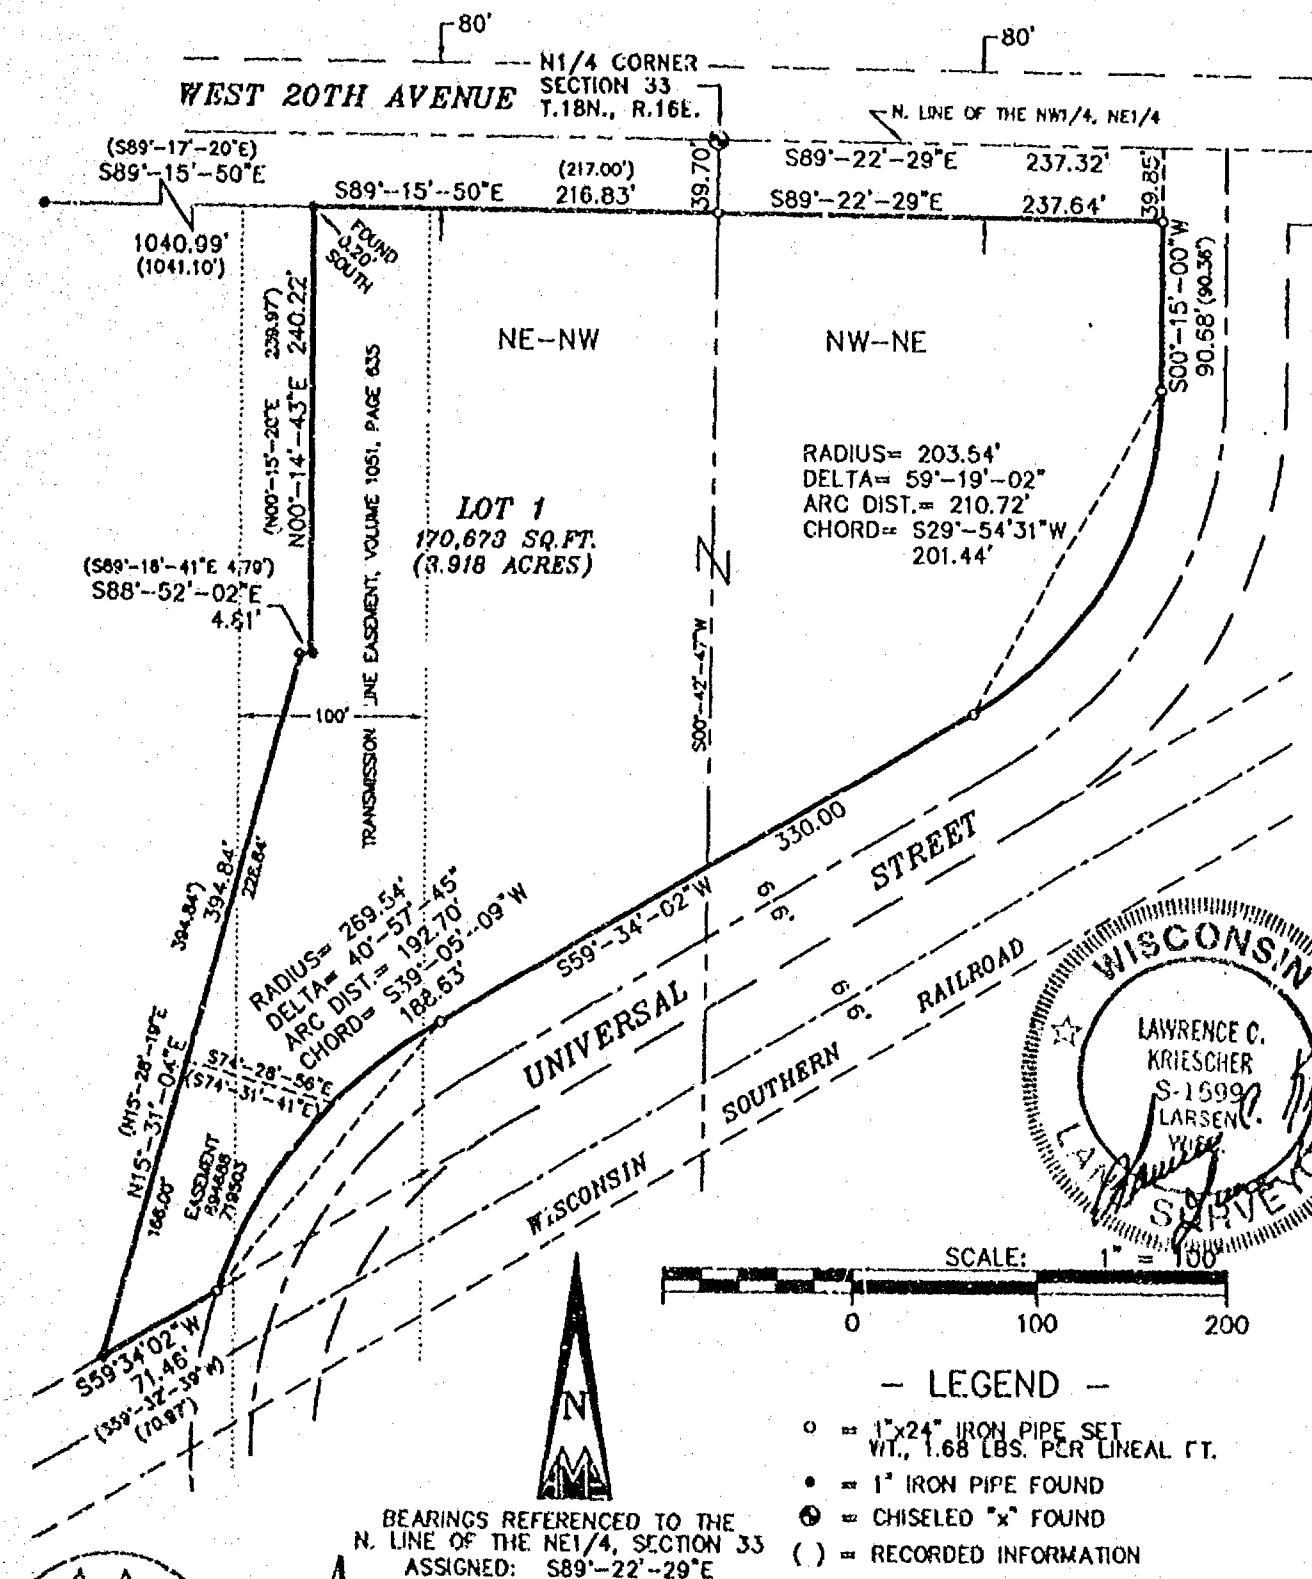 80'
80'
N1/4 CORNER
SECTION 33
T.18N., R.16E.
WEST 20TH AVENUE
N. LINE OF THE NW1/4, NE1/4
(S89°-17'-20"E)
S89°-15'-50"E
1040.99'
(1041.10')
S89°-15'-50"E
(217.00')
216.83'
39.70'
S89°-22'-29"E 237.32'
S89°-22'-29"E 237.64'
39.85'
FOUND
0.20'
SOUTH
S00°-15'-00"W
90.68' (90.36')
(N00°-15'-20"E 239.97')
N00°-14'-43"E 240.22'
TRANSMISSION LINE EASEMENT, VOLUME 1051, PAGE 635
NE-NW
NW-NE
RADIUS= 203.54'
DELTA= 59°-19'-02"
ARC DIST.= 210.72'
CHORD= S29°-54'31"W
201.44'
LOT 1
170,673 SQ.FT.
(3.918 ACRES)
(S89°-18'-41"E 4.79')
S88°-52'-02"E
4.81'
100'
S00°-42'-47"W
330.00
S59°-34'-02"W
394.84')
394.84'
228.84'
RADIUS= 269.54'
DELTA= 40°-57'-45"
ARC DIST.= 192.70'
CHORD= S39°-05'-09"W
188.63'
(N15°-28'-19"E
N15°-31'-04"E
166.00'
S74°-28'-56"E
(S74°-31'-41"E)
EASEMENT
894688
719503
UNIVERSAL STREET
66'
66'
WISCONSIN SOUTHERN RAILROAD
S59°34'02"W
71.46'
(S59°-32'-39"W)
(70.97')
WISCONSIN
LAWRENCE C.
KRIESCHER
S-1599
LARSEN
WISC.
LAND SURVEYOR
SCALE: 1" = 100'
0 100 200
N
BEARINGS REFERENCED TO THE
N. LINE OF THE NE1/4, SECTION 33
ASSIGNED: S89°-22'-29"E
- LEGEND -
= 1"x24" IRON PIPE SET
WT., 1.68 LBS. PER LINEAL FT.
= 1" IRON PIPE FOUND
= CHISELED "x" FOUND
( ) = RECORDED INFORMATION